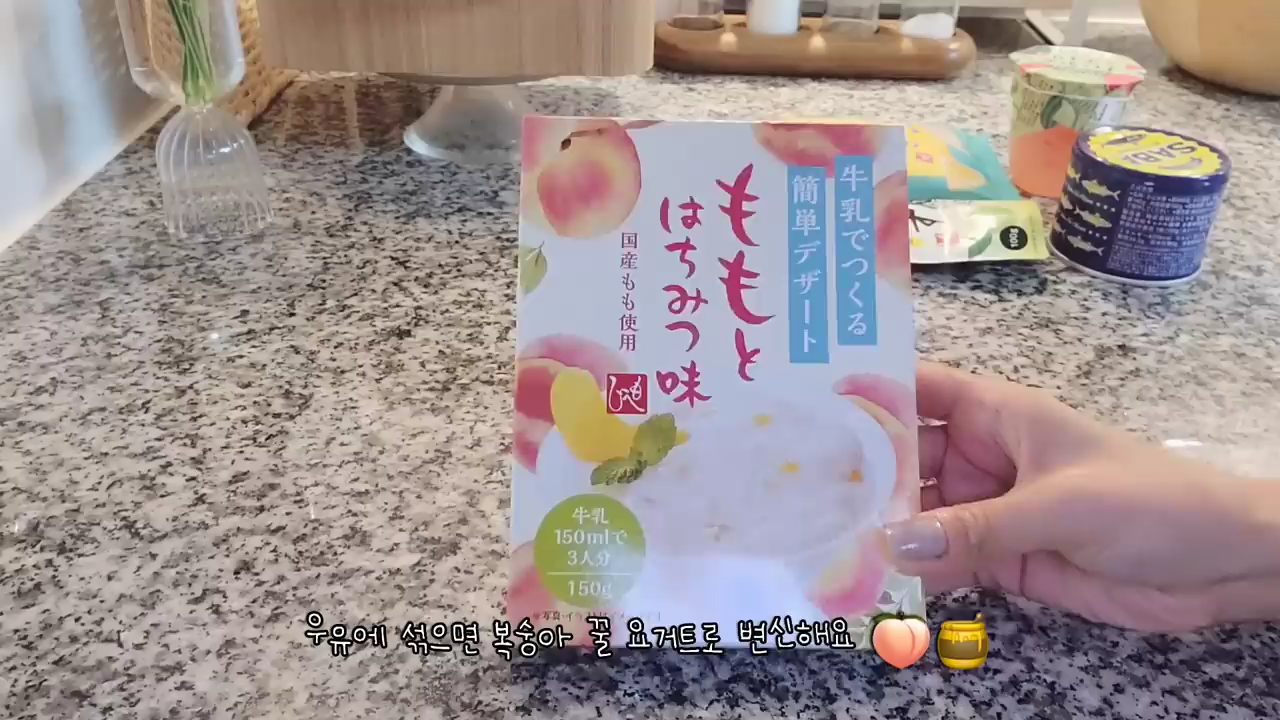 牛乳でつくる
簡単デザート
ももと
はちみつ味
国産もも使用
もへじ
牛乳
150mlで
3人分
150g
SABA
우유에 섞으면 복숭아 꿀 요거트로 변신해요